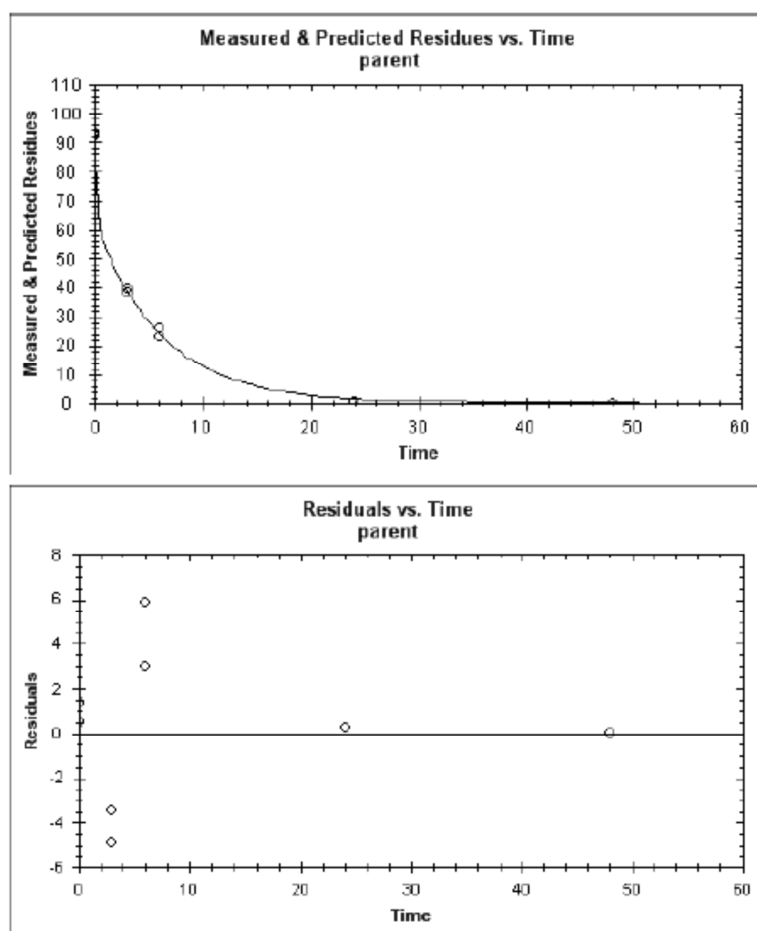 Measured & Predicted Residues vs. Time
parent
Measured & Predicted Residues
110
100
90
80
70
60
50
40
30
20
10
0
0 10 20 30 40 50 60
Time
Residuals vs. Time
parent
Residuals
8
6
4
2
0
-2
-4
-6
0 10 20 30 40 50 60
Time